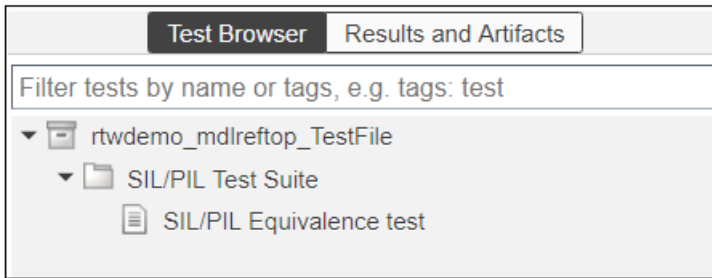 Test Browser Results and Artifacts
Filter tests by name or tags, e.g. tags: test
rtwdemo_mdlreftop_TestFile
SIL/PIL Test Suite
SIL/PIL Equivalence test